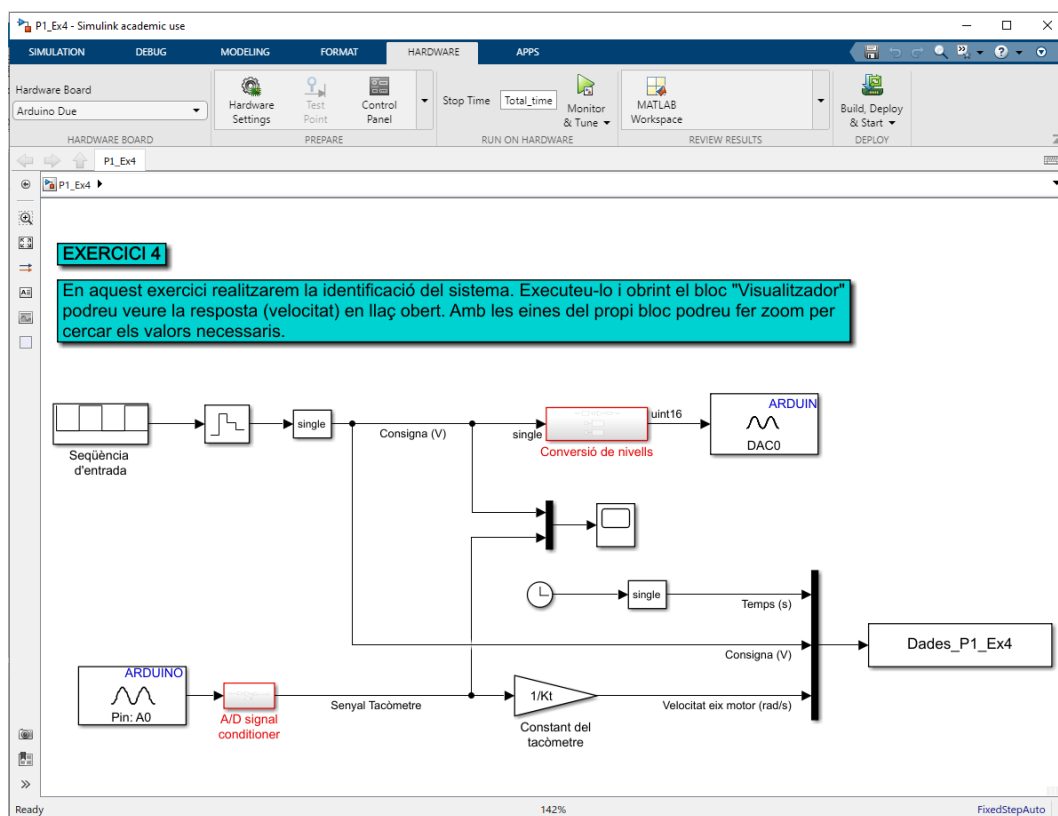 P1_Ex4 - Simulink academic use
SIMULATION DEBUG MODELING FORMAT HARDWARE APPS
Hardware Board
Arduino Due
Hardware Settings
Test Point
Control Panel
Stop Time Total_time
Monitor & Tune
MATLAB Workspace
Build, Deploy & Start
HARDWARE BOARD PREPARE RUN ON HARDWARE REVIEW RESULTS DEPLOY
P1_Ex4
P1_Ex4
EXERCICI 4
En aquest exercici realitzarem la identificació del sistema. Executeu-lo i obrint el bloc "Visualitzador"
podreu veure la resposta (velocitat) en llaç obert. Amb les eines del propi bloc podreu fer zoom per
cercar els valors necessaris.
Seqüència
d'entrada
single
Consigna (V)
single
Conversió de nivells
uint16
ARDUIN
DAC0
single
Temps (s)
Consigna (V)
Dades_P1_Ex4
ARDUINO
Pin: A0
A/D signal
conditioner
Senyal Tacòmetre
1/Kt
Constant del
tacòmetre
Velocitat eix motor (rad/s)
Ready 142% FixedStepAuto